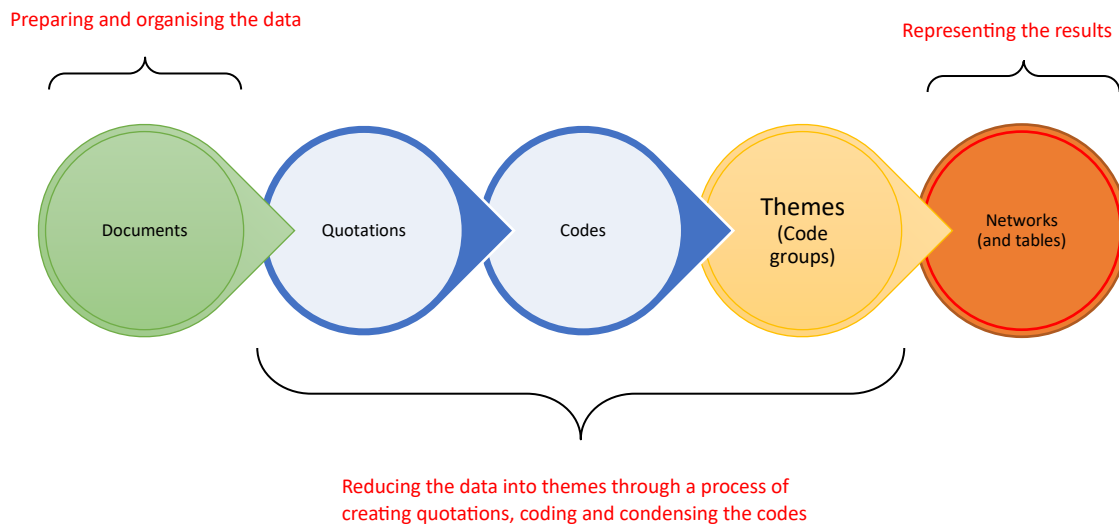 Preparing and organising the data
Representing the results
Documents
Quotations
Codes
Themes
(Code
groups)
Networks
(and tables)
Reducing the data into themes through a process of
creating quotations, coding and condensing the codes